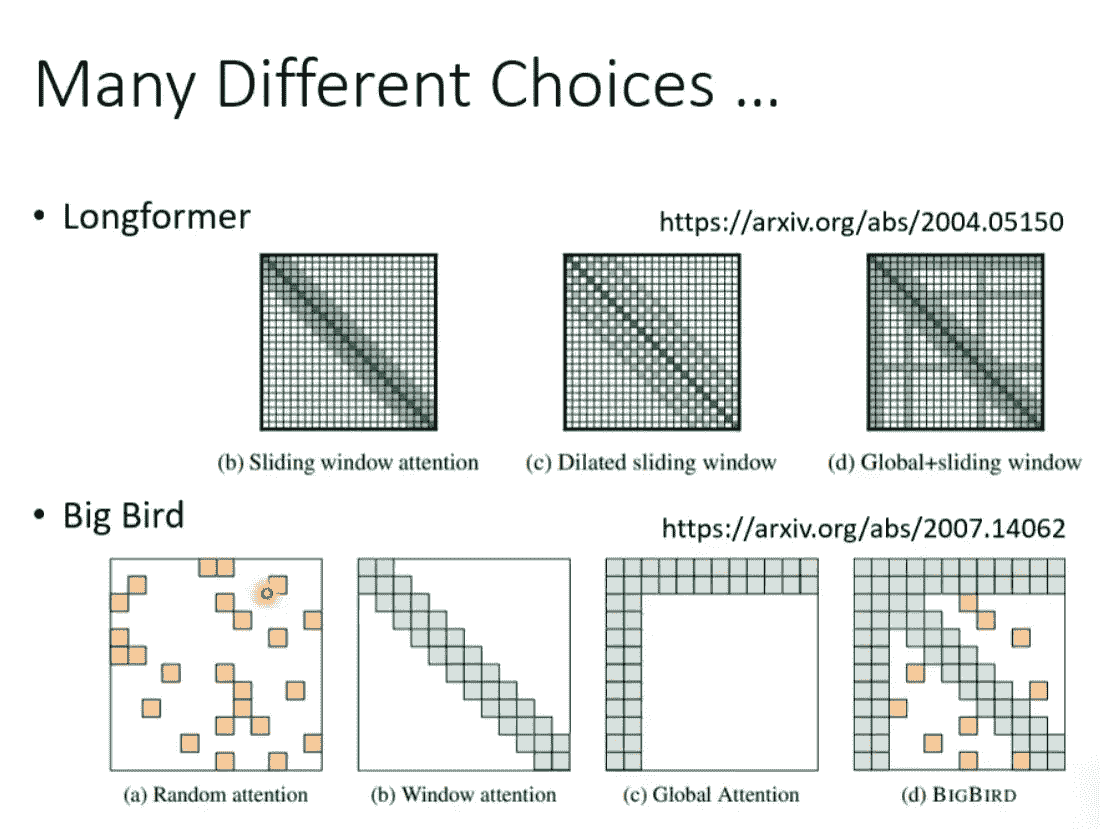 Many Different Choices ...
• Longformer
https://arxiv.org/abs/2004.05150
(b) Sliding window attention
(c) Dilated sliding window
(d) Global+sliding window
• Big Bird
https://arxiv.org/abs/2007.14062
(a) Random attention
(b) Window attention
(c) Global Attention
(d) BIGBIRD